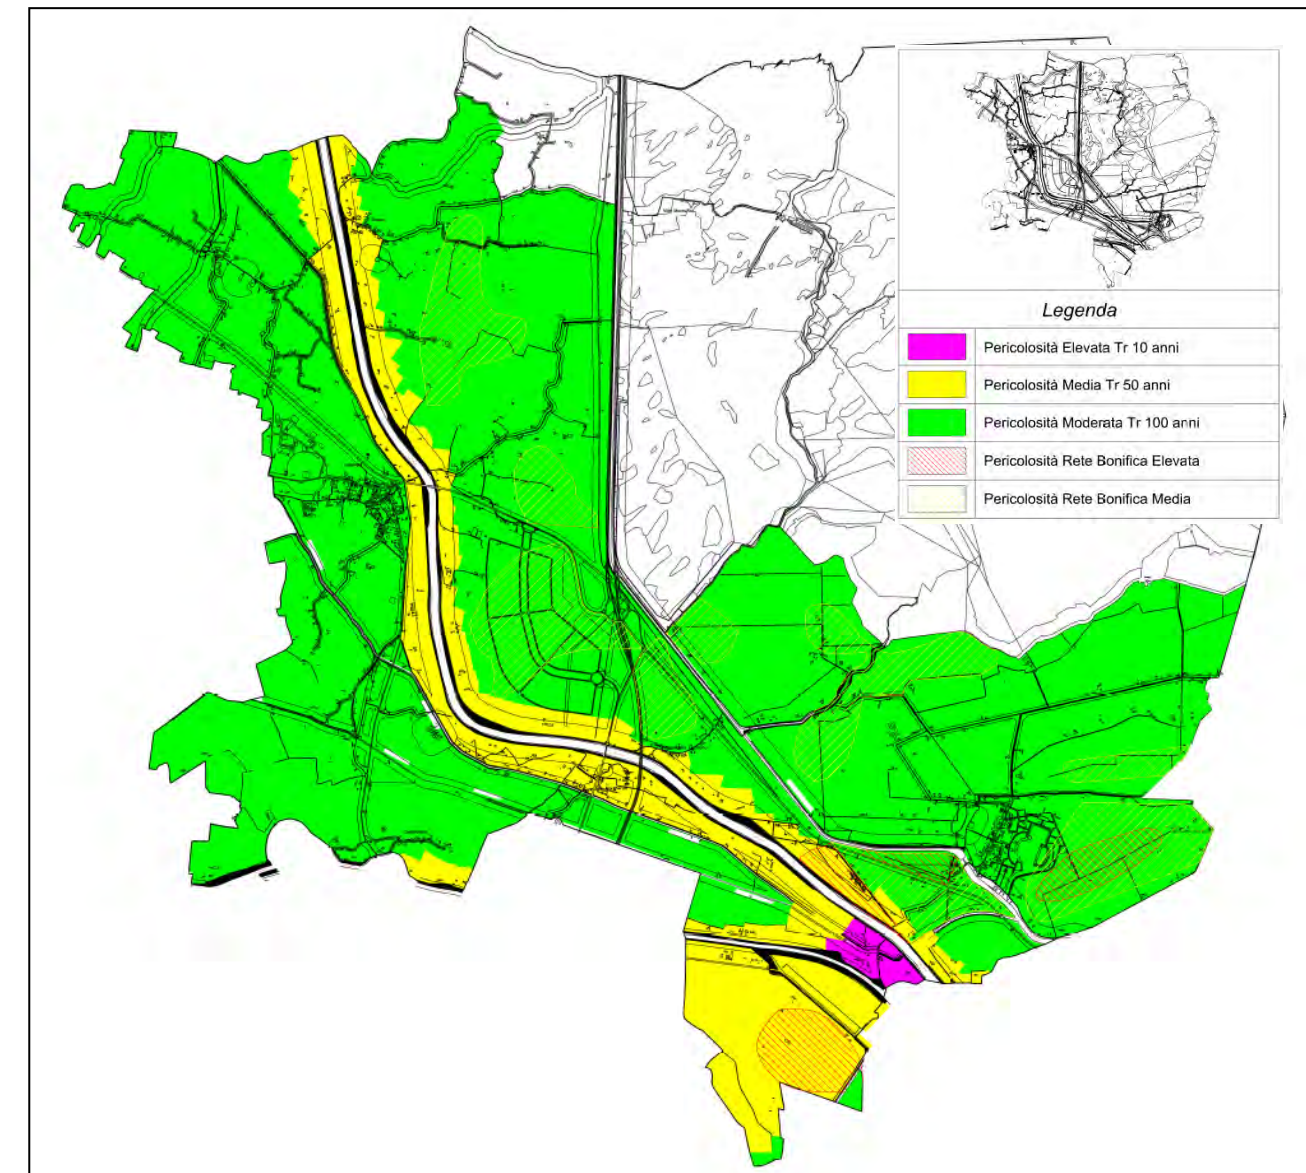 Legenda
Pericolosità Elevata Tr 10 anni
Pericolosità Media Tr 50 anni
Pericolosità Moderata Tr 100 anni
Pericolosità Rete Bonifica Elevata
Pericolosità Rete Bonifica Media